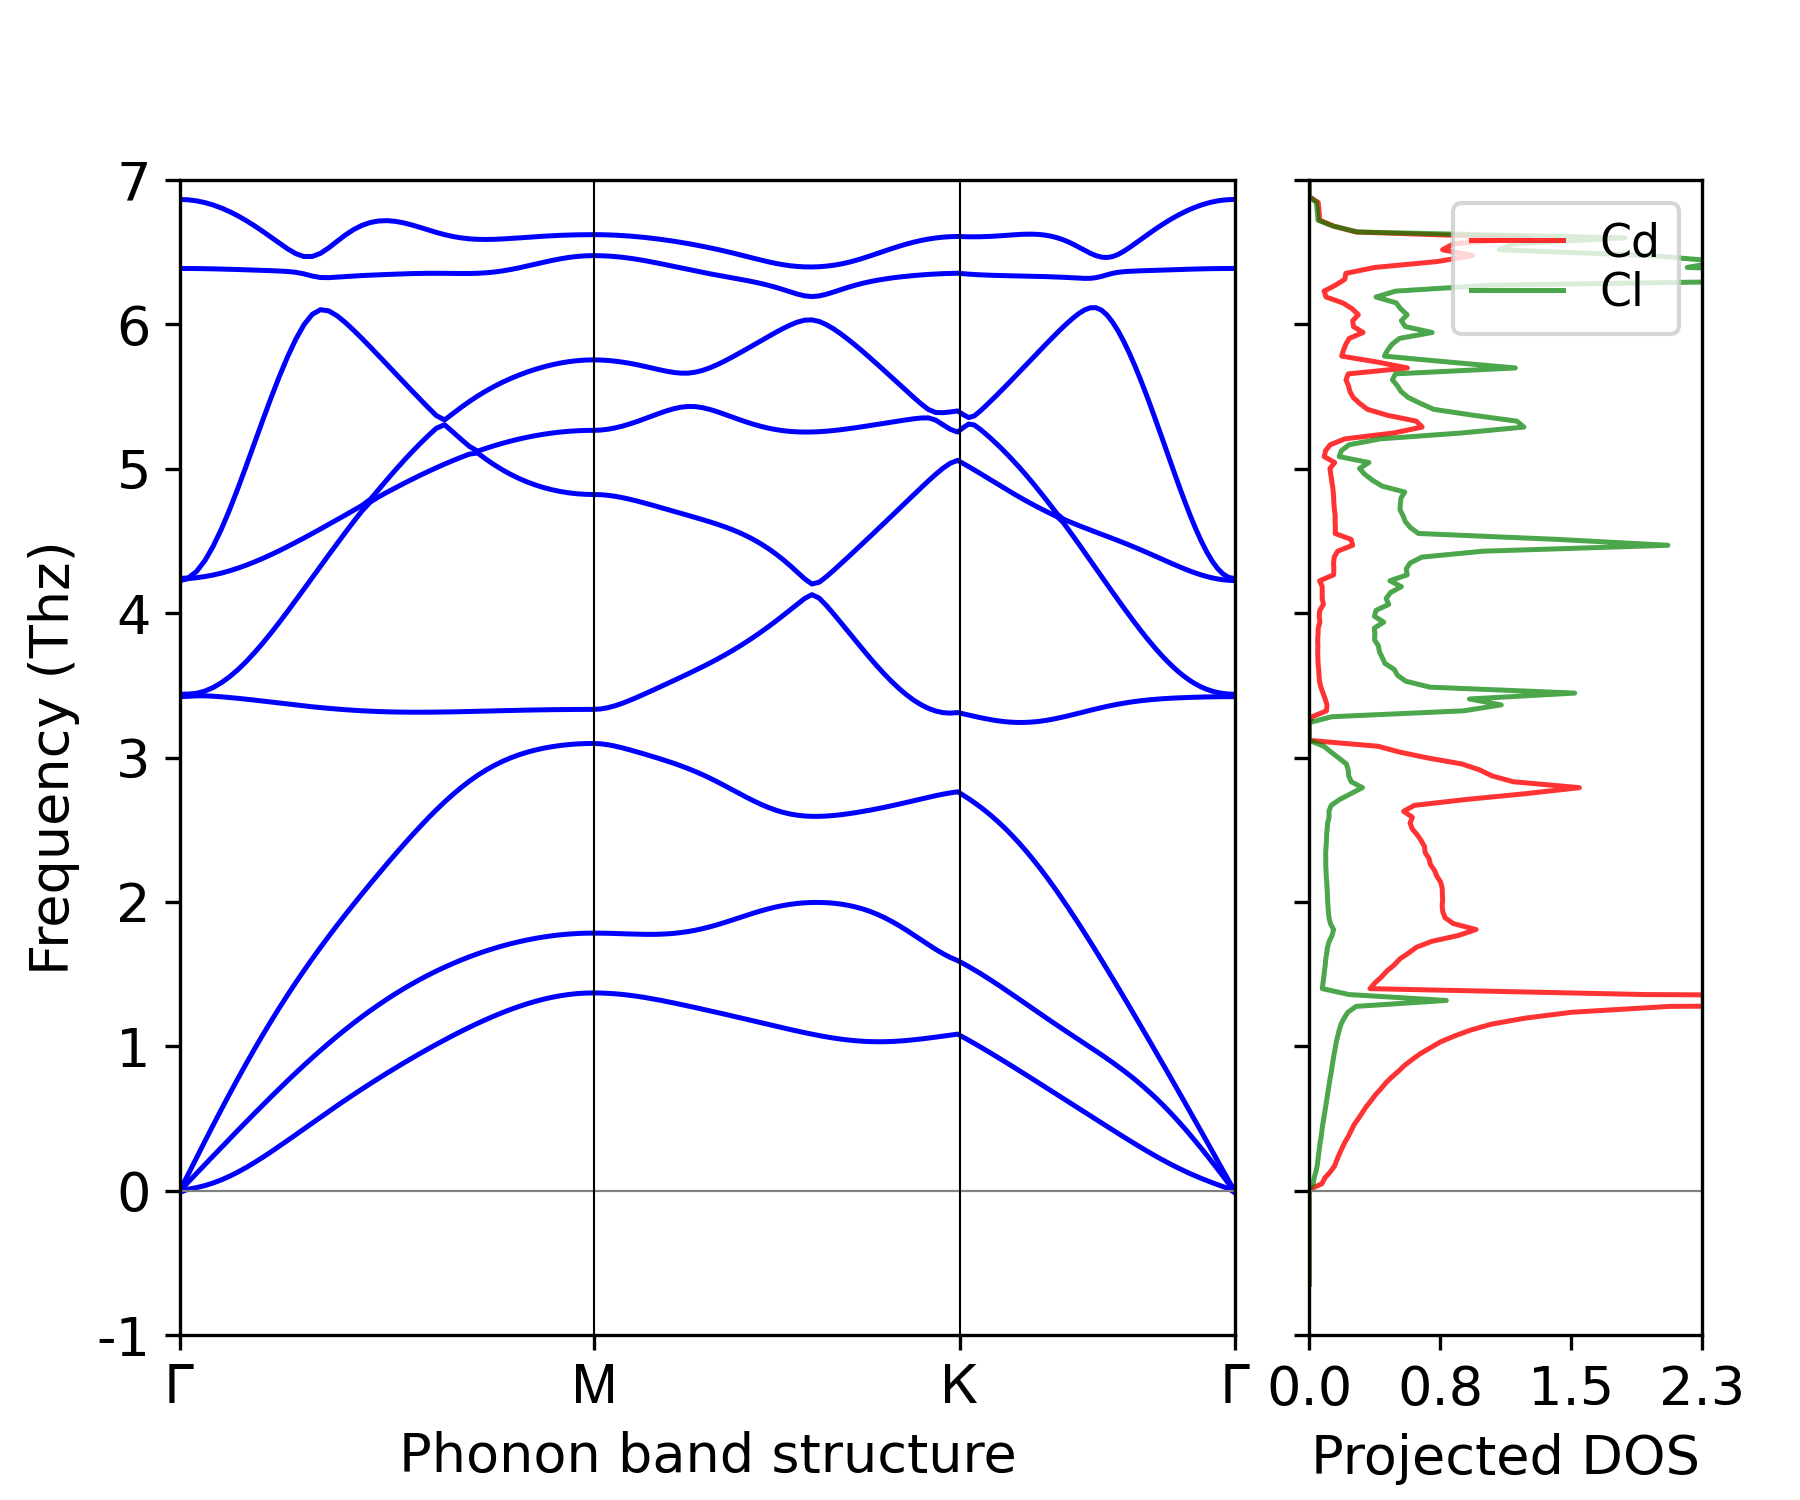 7
6
5
4
3
2
1
0
-1
Frequency (Thz)
Γ M K Γ
Phonon band structure
Cd
Cl
0.0 0.8 1.5 2.3
Projected DOS